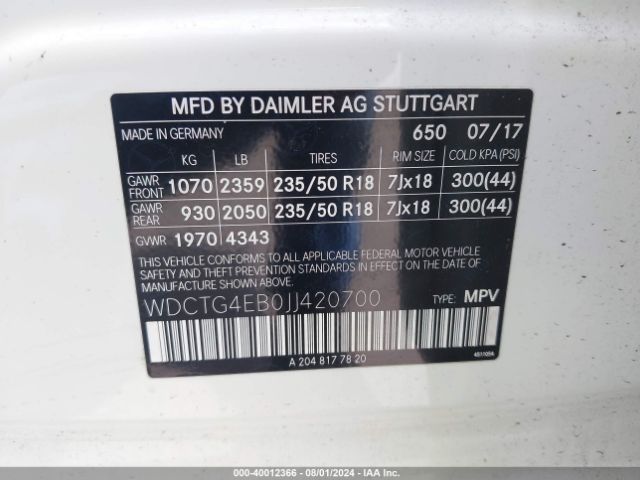 MFD BY DAIMLER AG STUTTGART
MADE IN GERMANY 650 07/17
KG LB TIRES RIM SIZE COLD KPA (PSI)
GAWR FRONT 1070 2359 235/50 R18 7Jx18 300(44)
GAWR REAR 930 2050 235/50 R18 7Jx18 300(44)
GVWR 1970 4343
THIS VEHICLE CONFORMS TO ALL APPLICABLE FEDERAL MOTOR VEHICLE
SAFETY AND THEFT PREVENTION STANDARDS IN EFFECT ON THE DATE OF
MANUFACTURE SHOWN ABOVE.
WDCTG4EB0JJ420700 TYPE: MPV
A 204 817 78 20
000-40012366 - 08/01/2024 - IAA Inc.